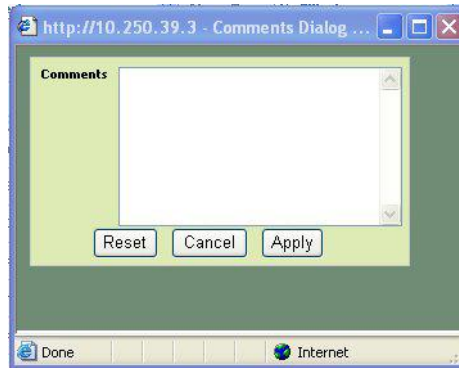 http://10.250.39.3 - Comments Dialog ...
Comments
Reset Cancel Apply
Done Internet